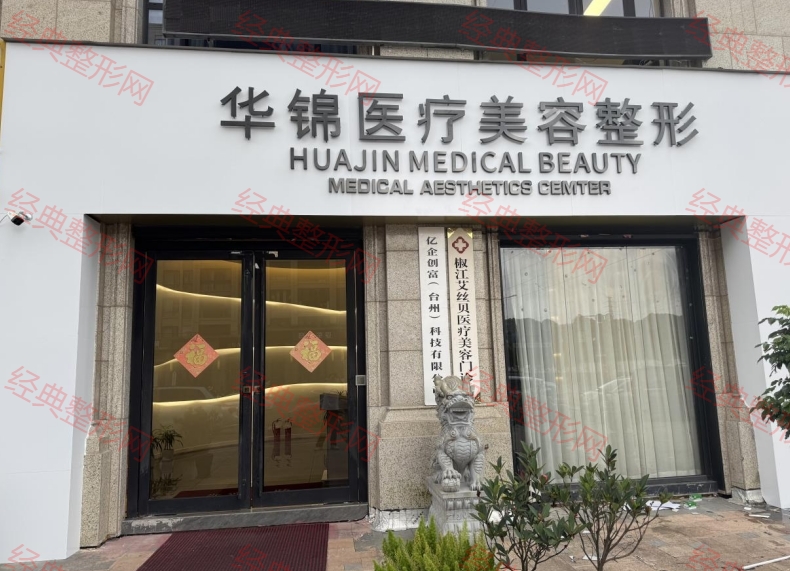 华锦医疗美容整形
HUAJIN MEDICAL BEAUTY
MEDICAL AESTHETICS CEMTER
亿企创富（台州）科技有限
椒江艾丝贝医疗美容门诊
福
福
经典整形网